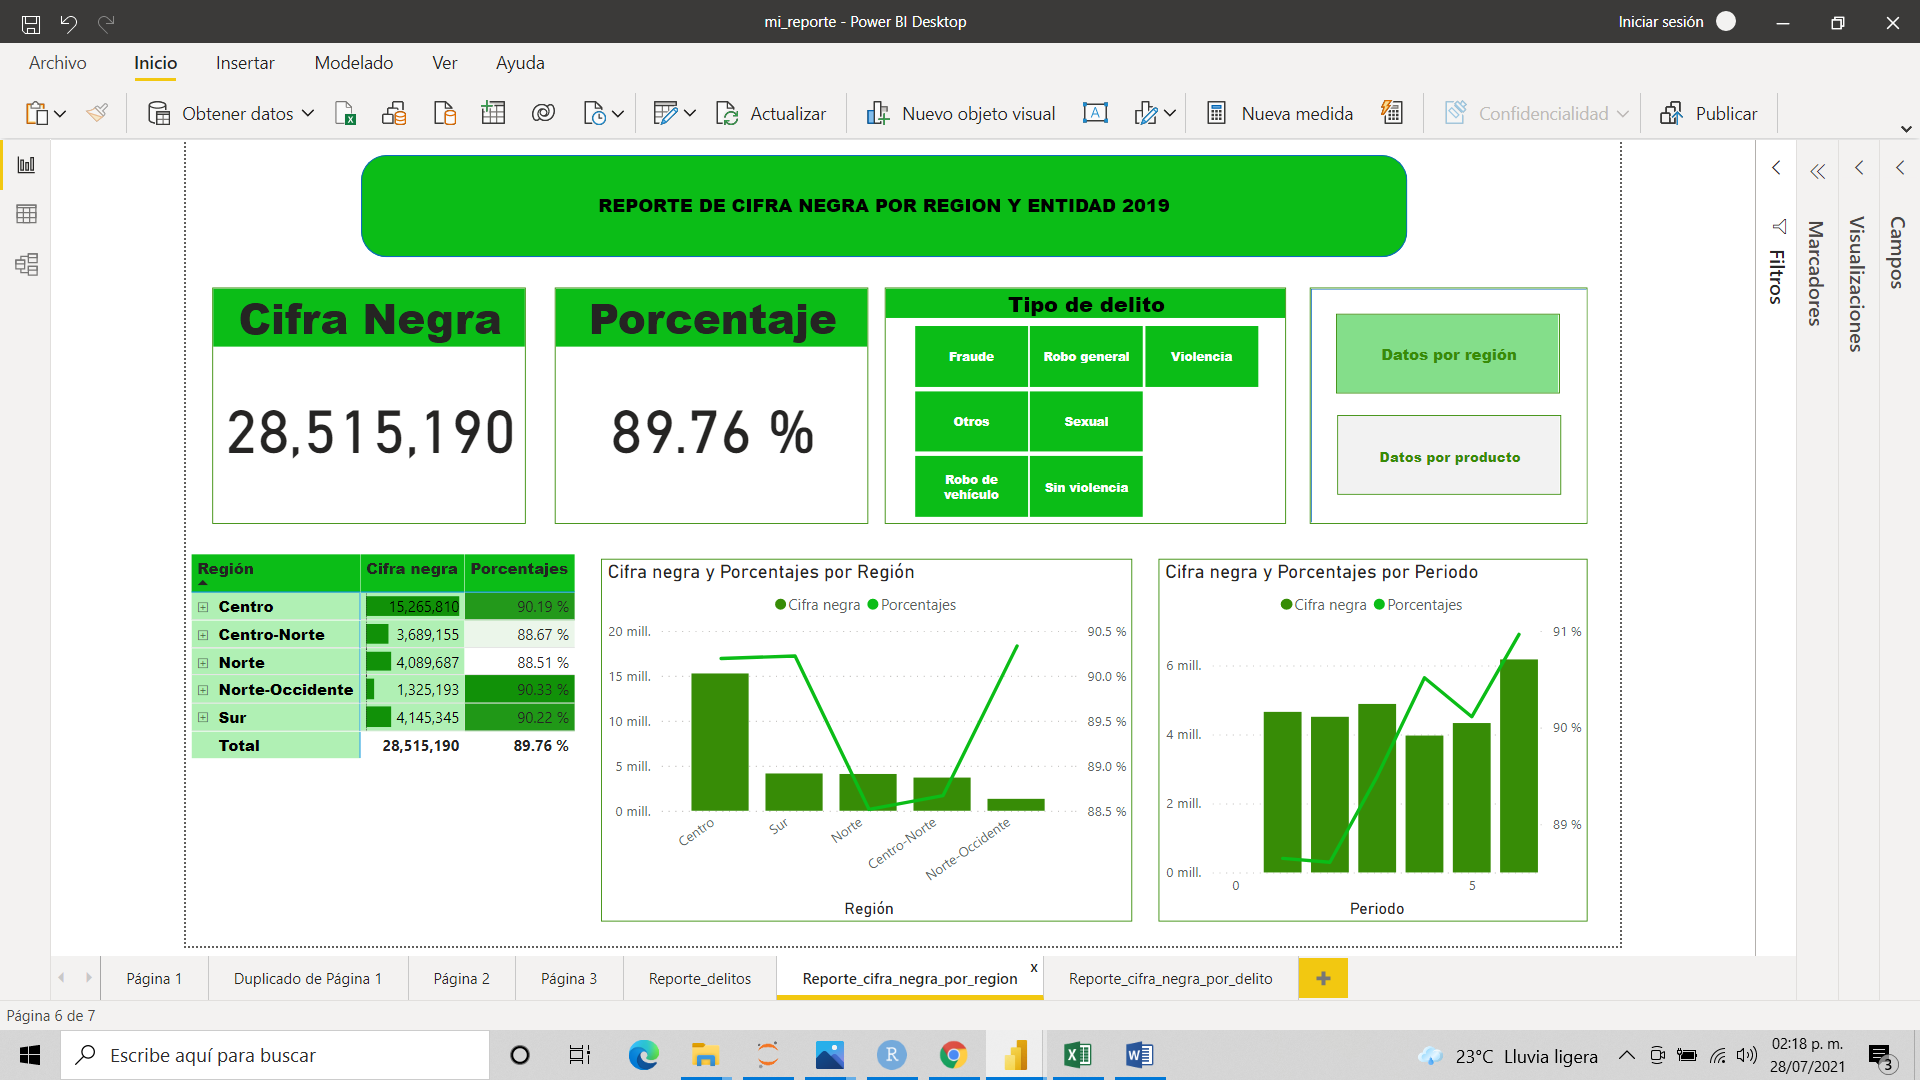 mi_reporte - Power BI Desktop
Iniciar sesión
Archivo
Inicio
Insertar
Modelado
Ver
Ayuda
Obtener datos
Actualizar
Nuevo objeto visual
A
Nueva medida
Confidencialidad
Publicar
REPORTE DE CIFRA NEGRA POR REGION Y ENTIDAD 2019
Cifra Negra
28,515,190
Porcentaje
89.76 %
Tipo de delito
Fraude
Robo general
Violencia
Otros
Sexual
Robo de
vehículo
Sin violencia
Datos por región
Datos por producto
Filtros
Marcadores
Visualizaciones
Campos
Región Cifra negra Porcentajes
Centro 15,265,810 90.19 %
Centro-Norte 3,689,155 88.67 %
Norte 4,089,687 88.51 %
Norte-Occidente 1,325,193 90.33 %
Sur 4,145,345 90.22 %
Total 28,515,190 89.76 %
Cifra negra y Porcentajes por Región
Cifra negra Porcentajes
20 mill. 90.5 %
15 mill. 90.0 %
10 mill. 89.5 %
5 mill. 89.0 %
0 mill. 88.5 %
Centro
Sur
Norte
Centro-Norte
Norte-Occidente
Región
Cifra negra y Porcentajes por Periodo
Cifra negra Porcentajes
91 %
6 mill.
90 %
4 mill.
2 mill.
89 %
0 mill.
0 5
Periodo
Página 1
Duplicado de Página 1
Página 2
Página 3
Reporte_delitos
Reporte_cifra_negra_por_region
x
Reporte_cifra_negra_por_delito
+
Página 6 de 7
Escribe aquí para buscar
R
23°C Lluvia ligera
02:18 p. m.
28/07/2021
3